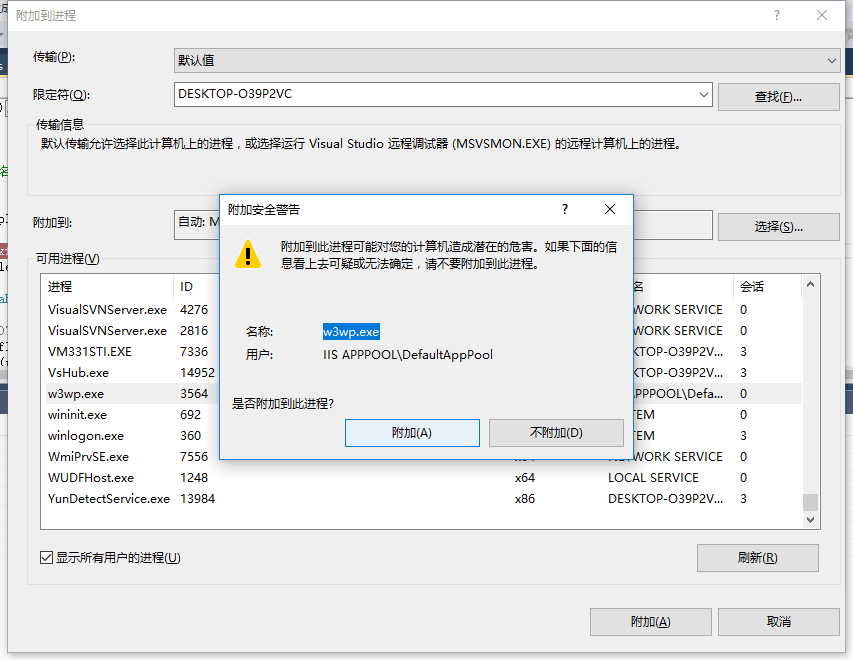 附加到进程
传输(P):
默认值
限定符(Q):
DESKTOP-O39P2VC
查找(F)...
传输信息
默认传输允许选择此计算机上的进程，或选择运行 Visual Studio 远程调试器 (MSVSMON.EXE) 的远程计算机上的进程。
附加到:
自动: M
选择(S)...
附加安全警告
附加到此进程可能对您的计算机造成潜在的危害。如果下面的信
息看上去可疑或无法确定，请不要附加到此进程。
名称:
w3wp.exe
用户:
IIS APPPOOL\DefaultAppPool
是否附加到此进程?
附加(A)
不附加(D)
可用进程(V)
进程 ID 名 会话
VisualSVNServer.exe 4276 WORK SERVICE 0
VisualSVNServer.exe 2816 WORK SERVICE 0
VM331STI.EXE 7336 KTOP-O39P2V... 3
VsHub.exe 14952 KTOP-O39P2V... 3
w3wp.exe 3564 APPPOOL\Defa... 0
wininit.exe 692 TEM 0
winlogon.exe 360 TEM 3
WmiPrvSE.exe 7556 x64 NETWORK SERVICE 0
WUDFHost.exe 1248 x64 LOCAL SERVICE 0
YunDetectService.exe 13984 x86 DESKTOP-O39P2V... 3
显示所有用户的进程(U)
刷新(R)
附加(A)
取消